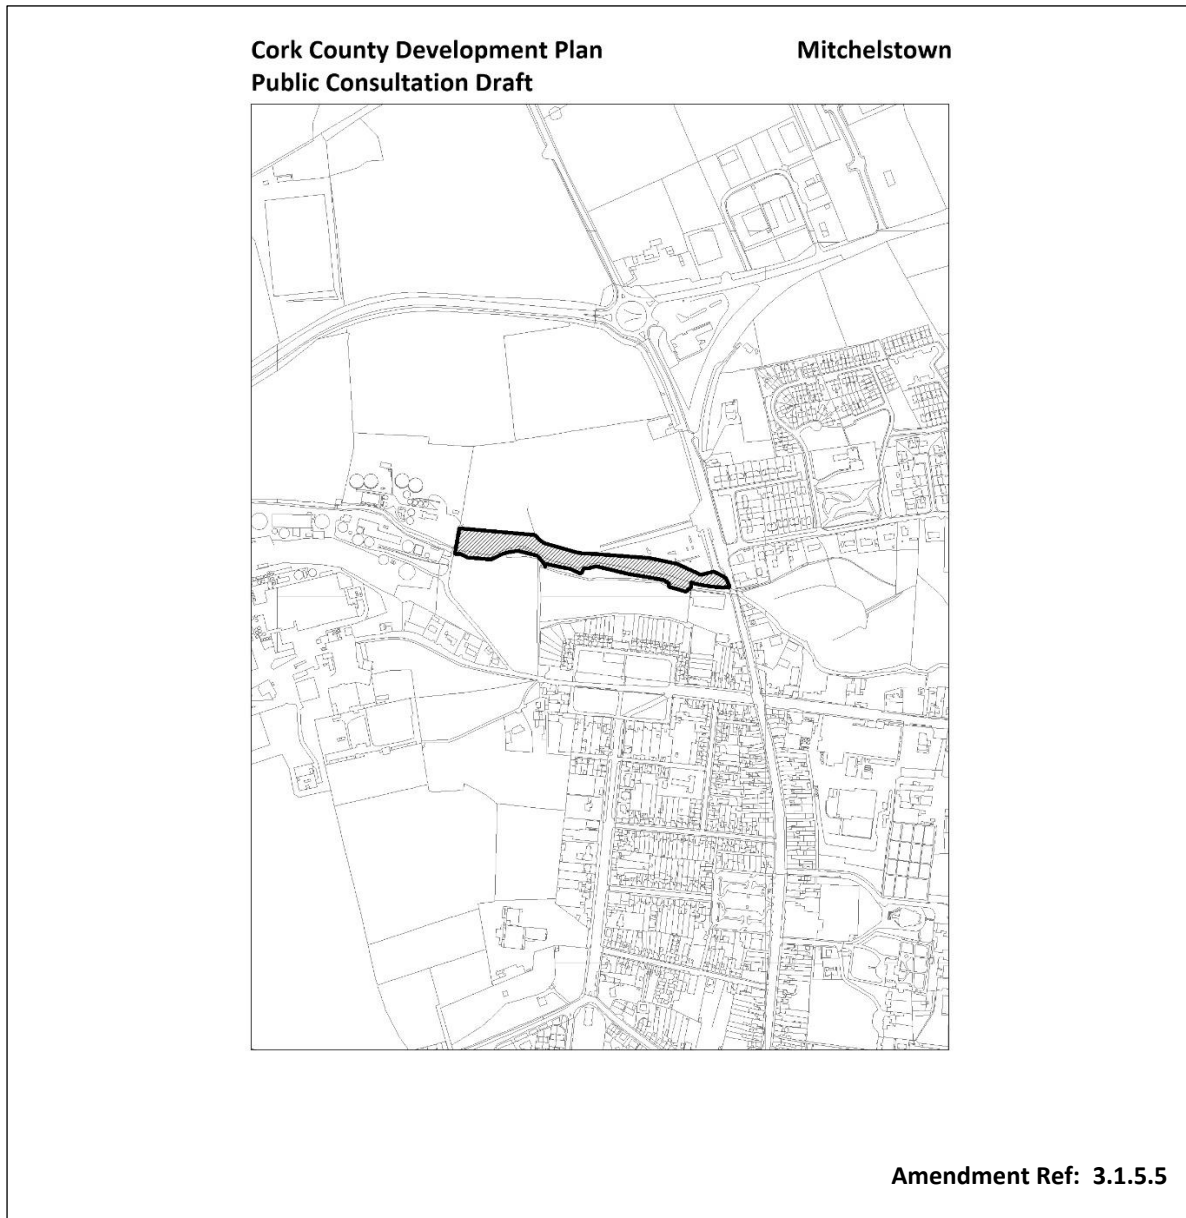 Cork County Development Plan
Mitchelstown
Public Consultation Draft
Amendment Ref: 3.1.5.5